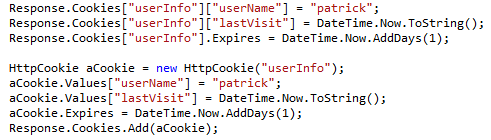 Response.Cookies["userInfo"]["userName"] = "patrick";
Response.Cookies["userInfo"]["lastVisit"] = DateTime.Now.ToString();
Response.Cookies["userInfo"].Expires = DateTime.Now.AddDays(1);

HttpCookie aCookie = new HttpCookie("userInfo");
aCookie.Values["userName"] = "patrick";
aCookie.Values["lastVisit"] = DateTime.Now.ToString();
aCookie.Expires = DateTime.Now.AddDays(1);
Response.Cookies.Add(aCookie);